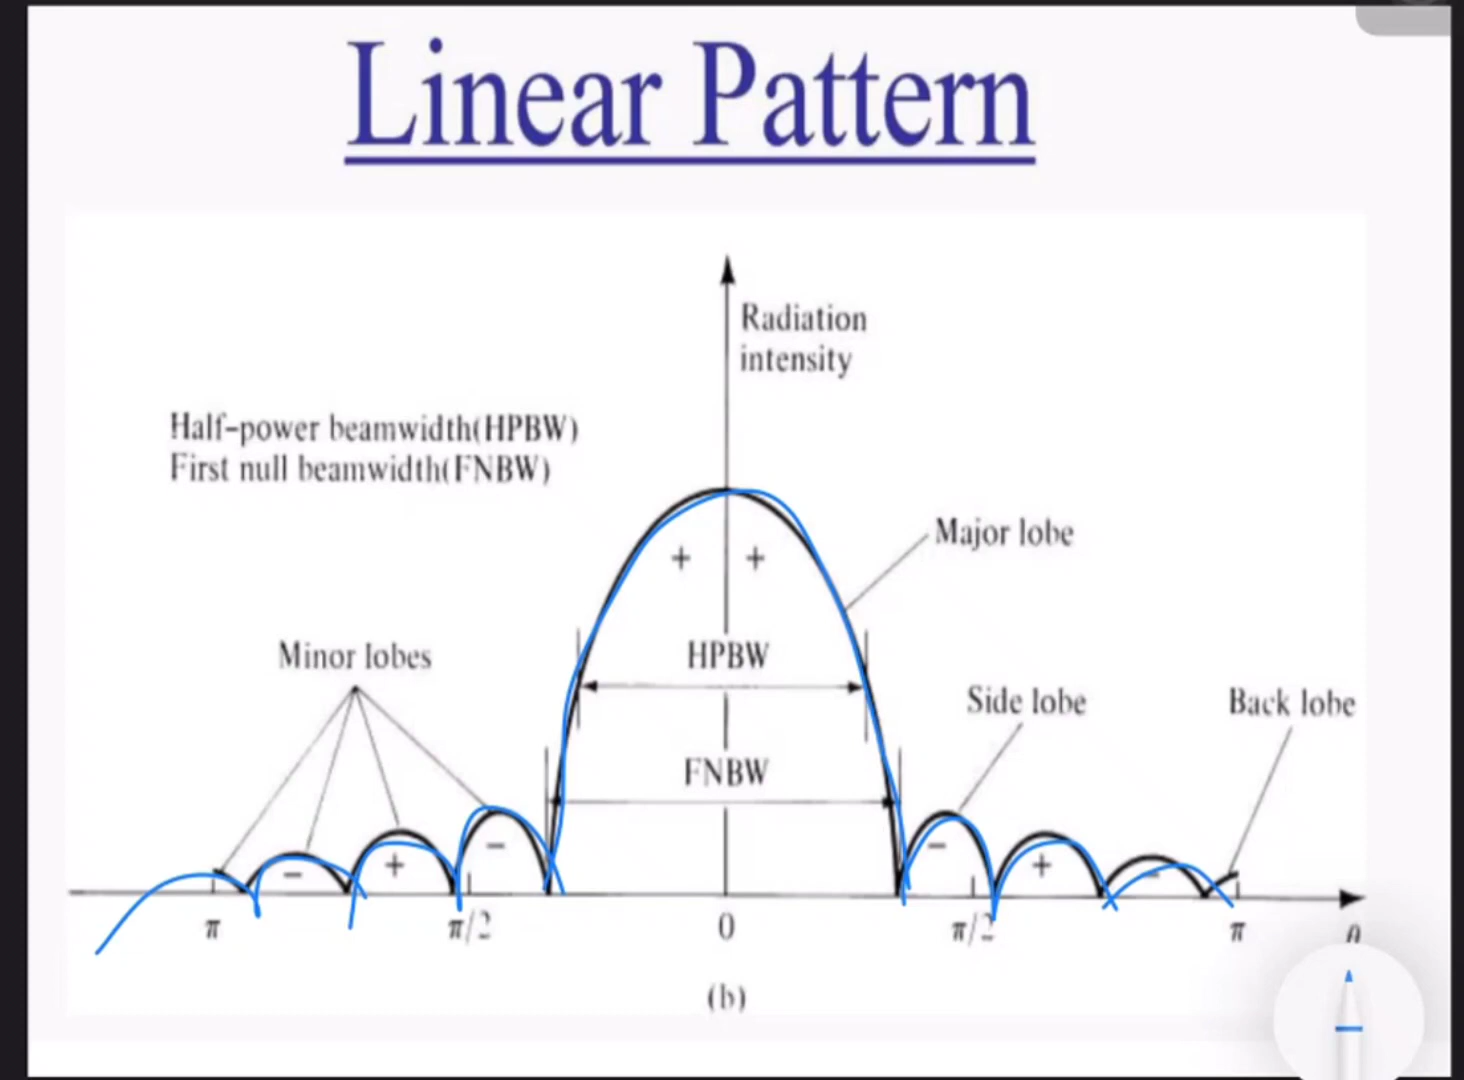 Linear Pattern
Radiation
intensity
Half-power beamwidth(HPBW)
First null beamwidth(FNBW)
Major lobe
+ +
Minor lobes
HPBW
Side lobe
Back lobe
FNBW
− + − − + −
π π/2 0 π/2 π
(b)